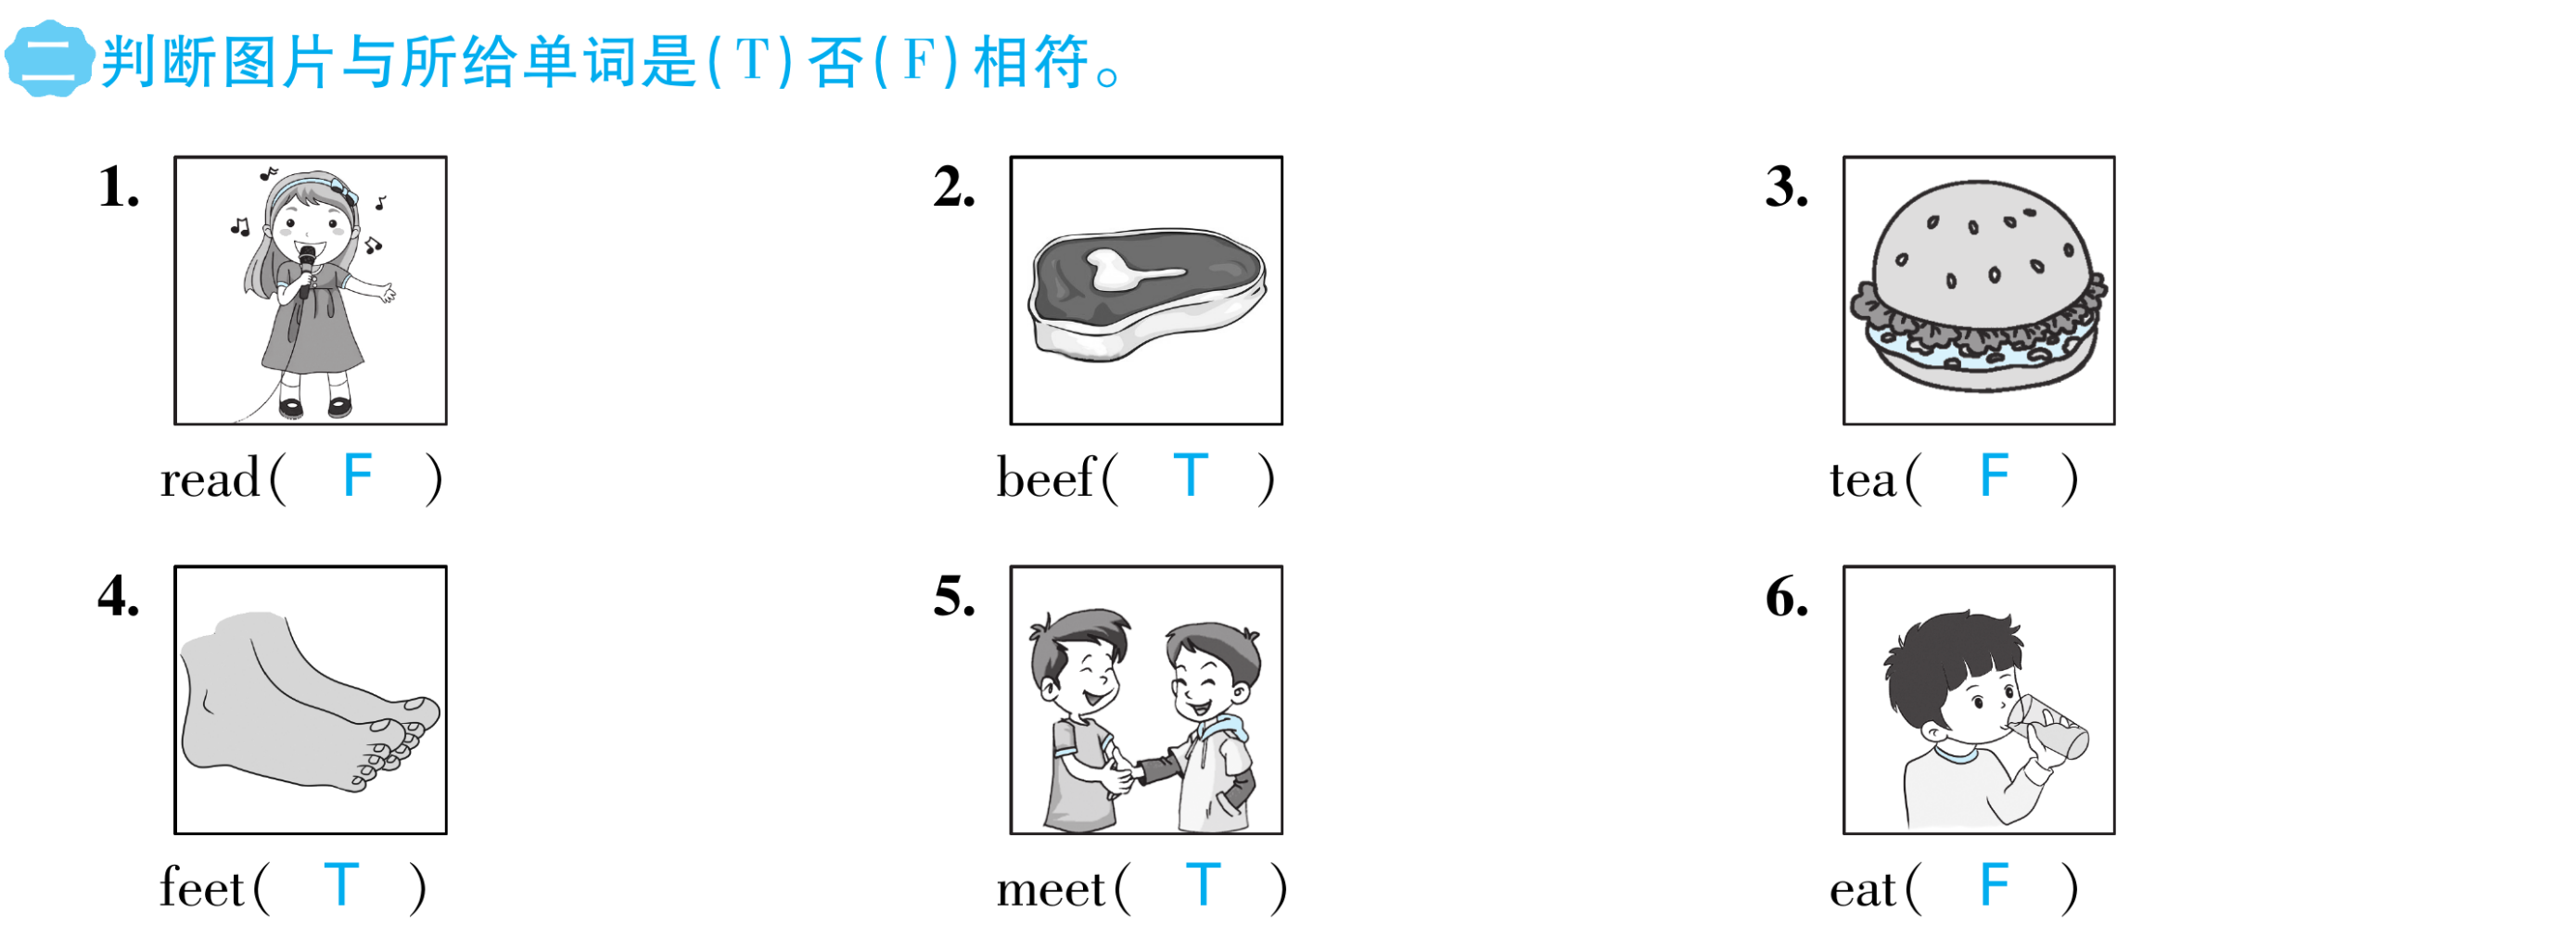 二 判断图片与所给单词是(T)否(F)相符。
1. 2. 3.
read( F ) beef( T ) tea( F )
4. 5. 6.
feet( T ) meet( T ) eat( F )